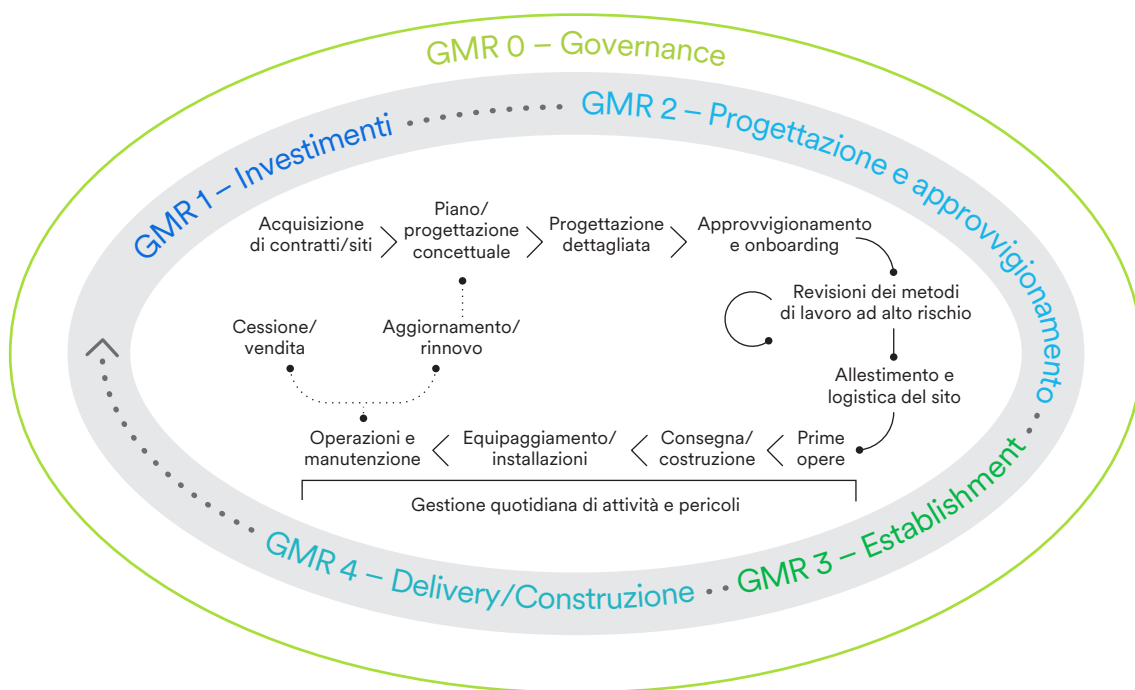 GMR 0 – Governance
GMR 1 – Investimenti
GMR 2 – Progettazione e approvvigionamento
Acquisizione
di contratti/siti
Piano/
progettazione
concettuale
Progettazione
dettagliata
Approvvigionamento
e onboarding
Revisioni dei metodi
di lavoro ad alto rischio
Cessione/
vendita
Aggiornamento/
rinnovo
Allestimento e
logistica del sito
Operazioni e
manutenzione
Equipaggiamento/
installazioni
Consegna/
costruzione
Prime
opere
Gestione quotidiana di attività e pericoli
GMR 3 – Establishment
GMR 4 – Delivery/Construzione